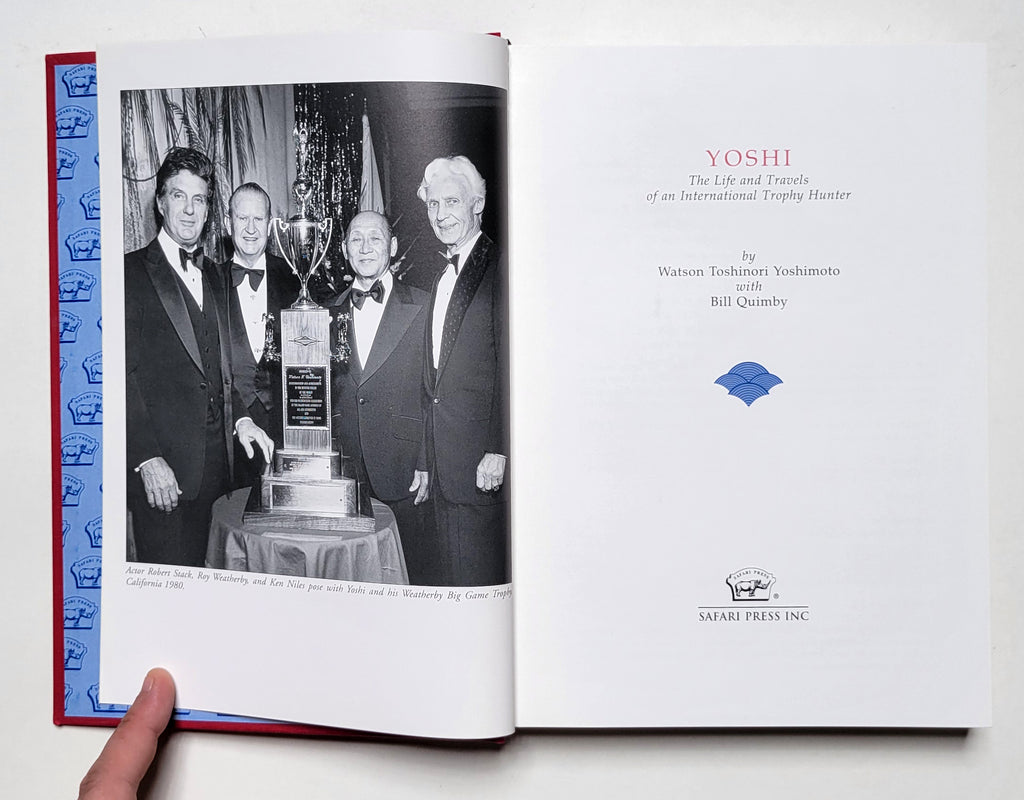 Actor Robert Stack, Roy Weatherby, and Ken Niles pose with Yoshi and his Weatherby Big Game Trophy
California 1980.
YOSHI
The Life and Travels
of an International Trophy Hunter
by
Watson Toshinori Yoshimoto
with
Bill Quimby
SAFARI PRESS
®
SAFARI PRESS INC